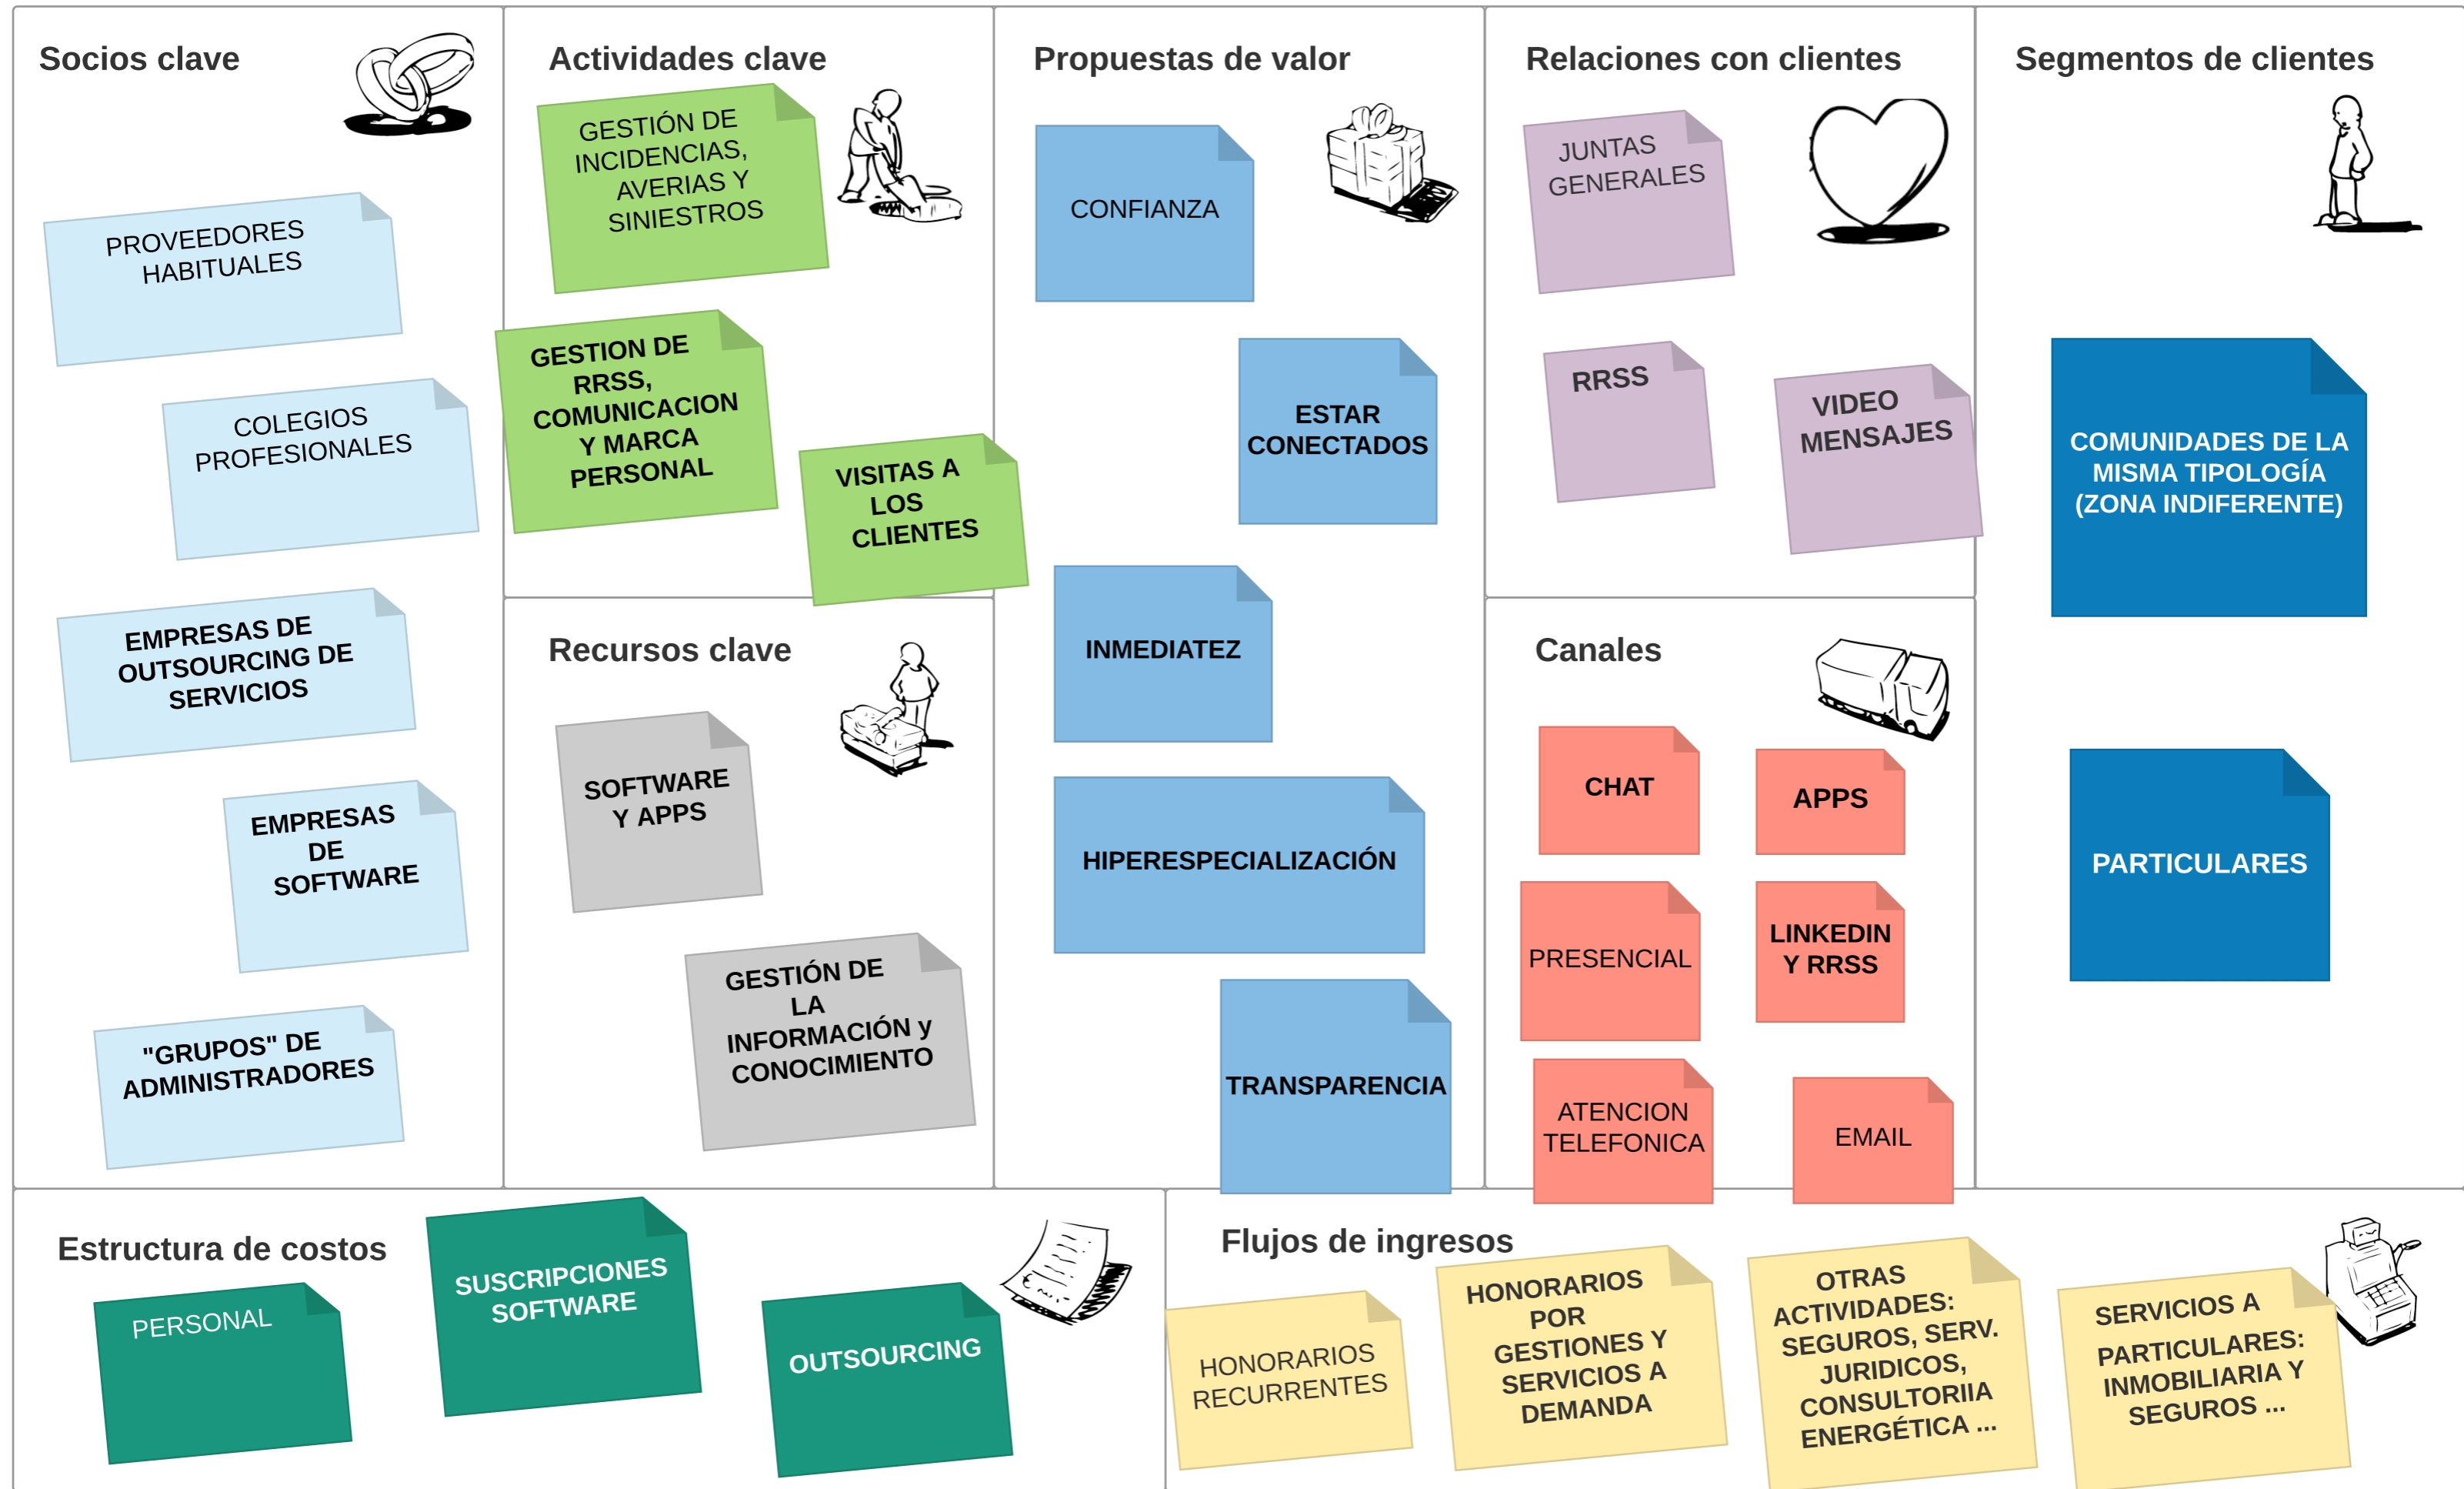 Socios clave
PROVEEDORES
HABITUALES
COLEGIOS
PROFESIONALES
EMPRESAS DE
OUTSOURCING DE
SERVICIOS
EMPRESAS
DE
SOFTWARE
"GRUPOS" DE
ADMINISTRADORES
Actividades clave
GESTIÓN DE
INCIDENCIAS,
AVERIAS Y
SINIESTROS
GESTION DE
RRSS,
COMUNICACION
Y MARCA
PERSONAL
VISITAS A
LOS
CLIENTES
Recursos clave
SOFTWARE
Y APPS
GESTIÓN DE
LA
INFORMACIÓN y
CONOCIMIENTO
Propuestas de valor
CONFIANZA
ESTAR
CONECTADOS
INMEDIATEZ
HIPERESPECIALIZACIÓN
TRANSPARENCIA
Relaciones con clientes
JUNTAS
GENERALES
RRSS
VIDEO
MENSAJES
Canales
CHAT
APPS
PRESENCIAL
LINKEDIN
Y RRSS
ATENCION
TELEFONICA
EMAIL
Segmentos de clientes
COMUNIDADES DE LA
MISMA TIPOLOGÍA
(ZONA INDIFERENTE)
PARTICULARES
Estructura de costos
PERSONAL
SUSCRIPCIONES
SOFTWARE
OUTSOURCING
Flujos de ingresos
HONORARIOS
RECURRENTES
HONORARIOS
POR
GESTIONES Y
SERVICIOS A
DEMANDA
OTRAS
ACTIVIDADES:
SEGUROS, SERV.
JURIDICOS,
CONSULTORIIA
ENERGÉTICA ...
SERVICIOS A
PARTICULARES:
INMOBILIARIA Y
SEGUROS ...